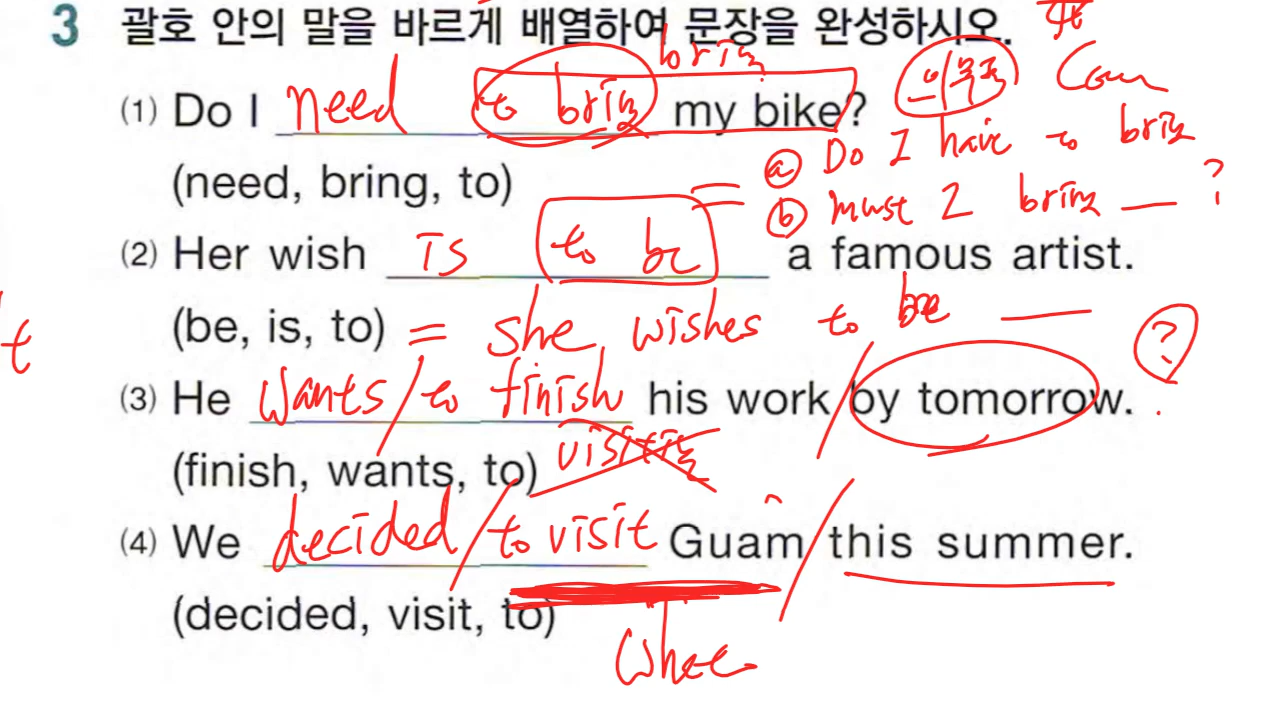 3 괄호 안의 말을 바르게 배열하여 문장을 완성하시오.
bring
의무공 Can
(1) Do I need to bring my bike?
= ⓐ Do I have to bring
(need, bring, to)
= ⓑ must I bring — ?
(2) Her wish is to be a famous artist.
(be, is, to) = she wishes to be —
t
?
(3) He wants / to finish his work / by tomorrow.
(finish, wants, to) visiting
(4) We decided / to visit Guam / this summer.
(decided, visit, to)
What